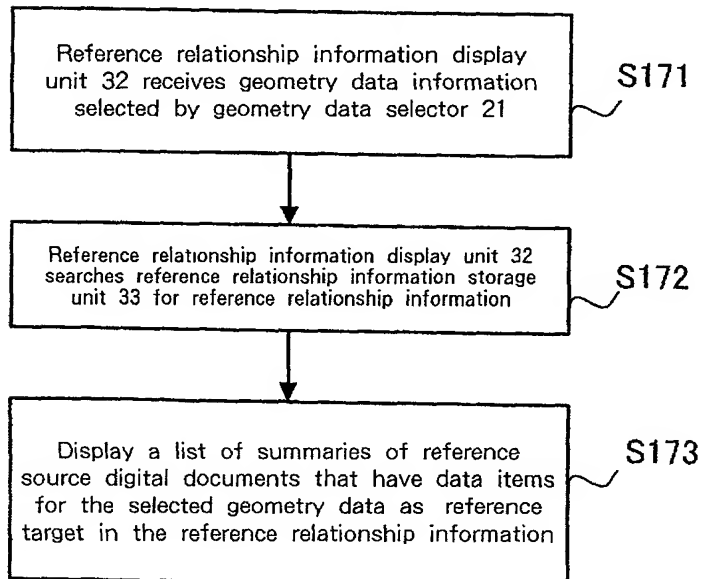 Reference relationship information display
unit 32 receives geometry data information
selected by geometry data selector 21
S171
Reference relationship information display unit 32
searches reference relationship information storage
unit 33 for reference relationship information
S172
Display a list of summaries of reference
source digital documents that have data items
for the selected geometry data as reference
target in the reference relationship information
S173